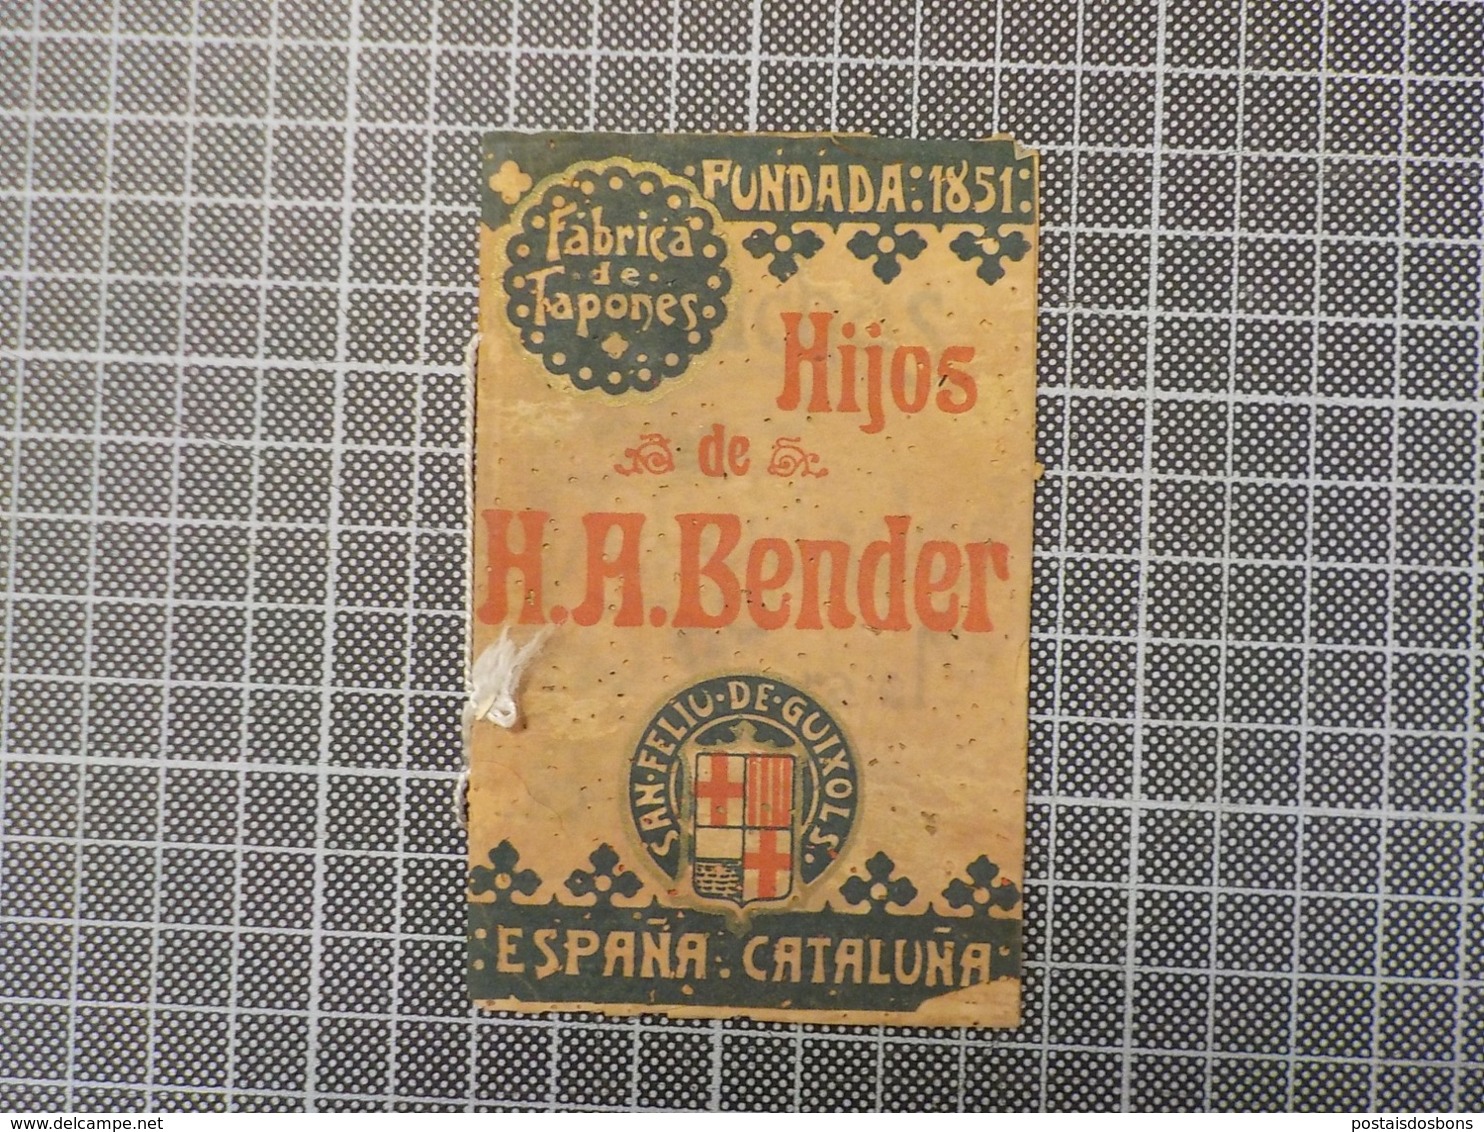 FUNDADA:1851:
Fábrica
de
Tapones
Hijos
de
H.A.Bender
SAN·FELIU·DE·GUIXOLS·
:ESPAÑA:CATALUÑA:
www.delcampe.net
postaisdosbons